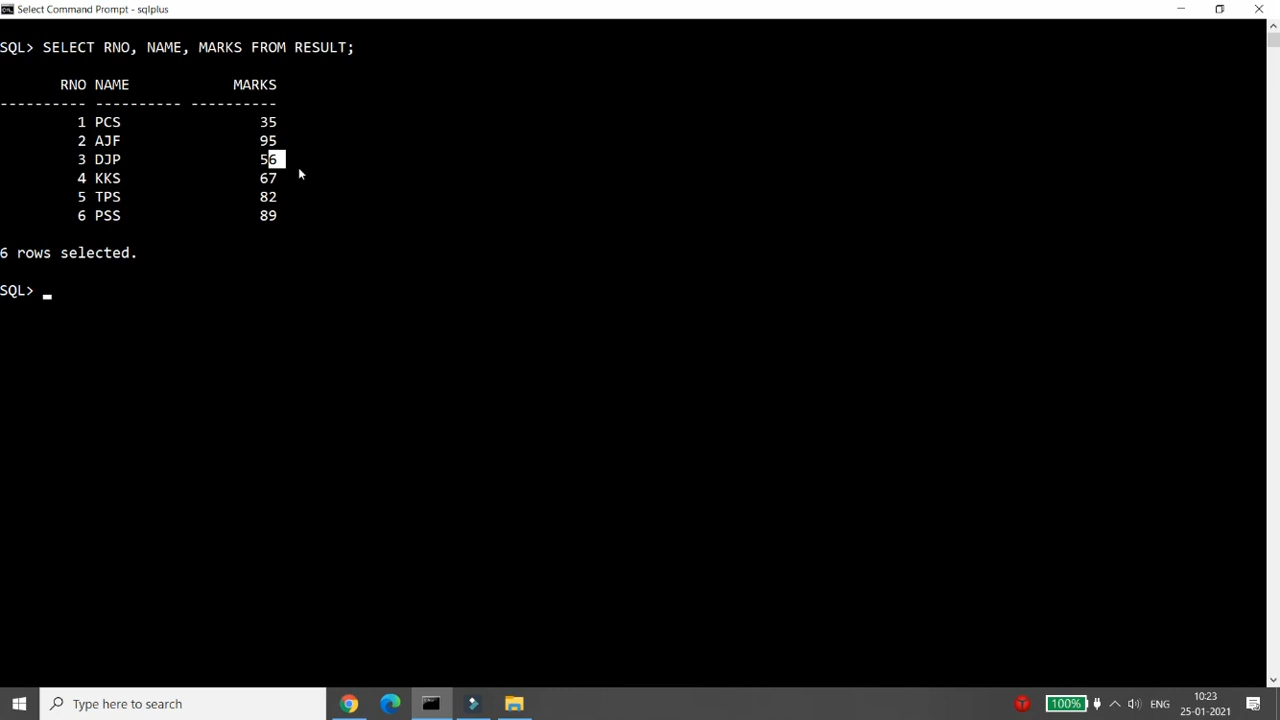 Select Command Prompt - sqlplus
SQL> SELECT RNO, NAME, MARKS FROM RESULT;
RNO NAME MARKS
---------- ---------- ----------
1 PCS 35
2 AJF 95
3 DJP 56
4 KKS 67
5 TPS 82
6 PSS 89
6 rows selected.
SQL> _
Type here to search
100% ENG 10:23
25-01-2021